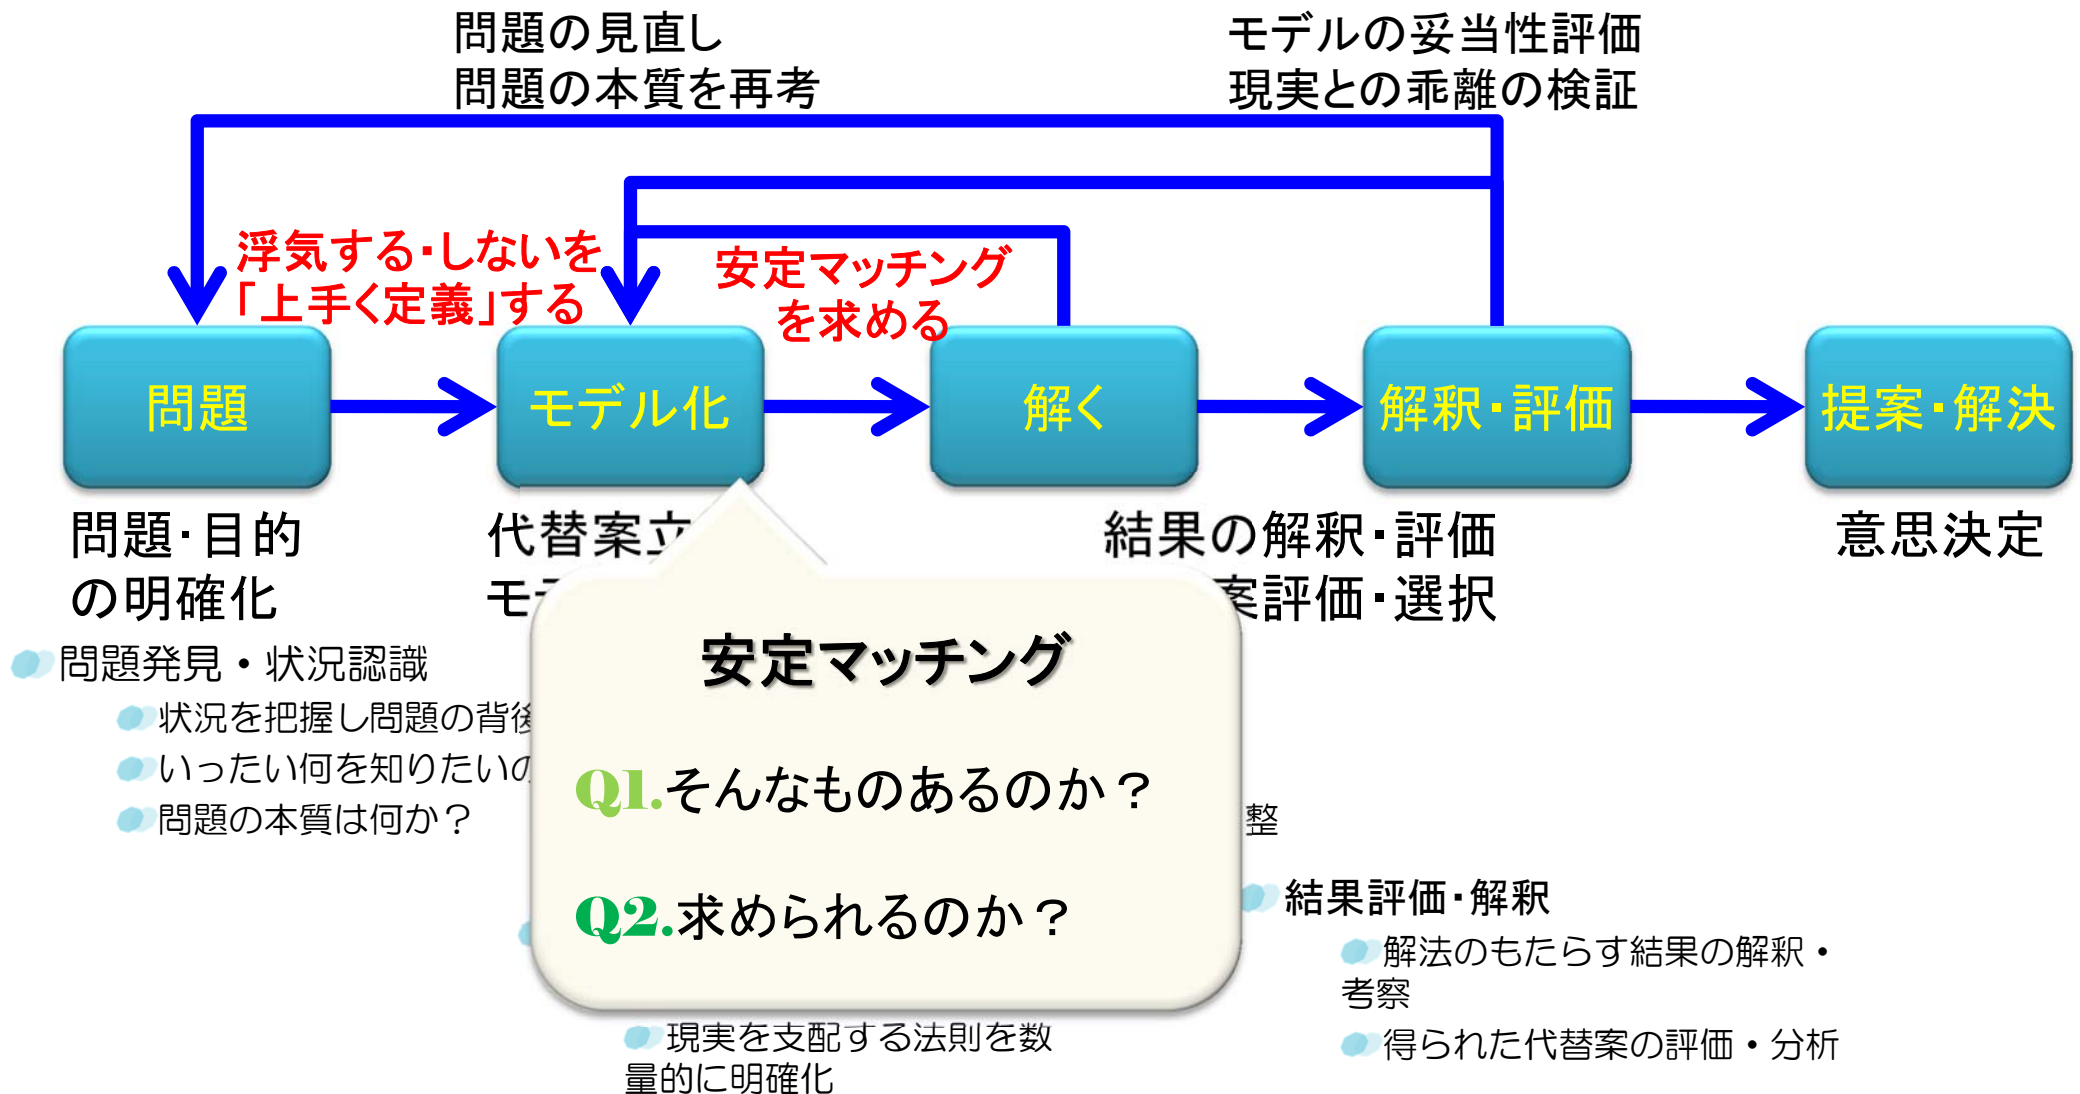 問題の見直し
問題の本質を再考
モデルの妥当性評価
現実との乖離の検証
浮気する・しないを
「上手く定義」する
安定マッチング
を求める
問題
モデル化
解く
解釈・評価
提案・解決
問題・目的
の明確化
代替案立
モデ
結果の解釈・評価
案評価・選択
意思決定
問題発見・状況認識
状況を把握し問題の背後
いったい何を知りたいの
問題の本質は何か？
安定マッチング
Q1.そんなものあるのか？
Q2.求められるのか？
整
現実を支配する法則を数
量的に明確化
結果評価・解釈
解法のもたらす結果の解釈・
考察
得られた代替案の評価・分析